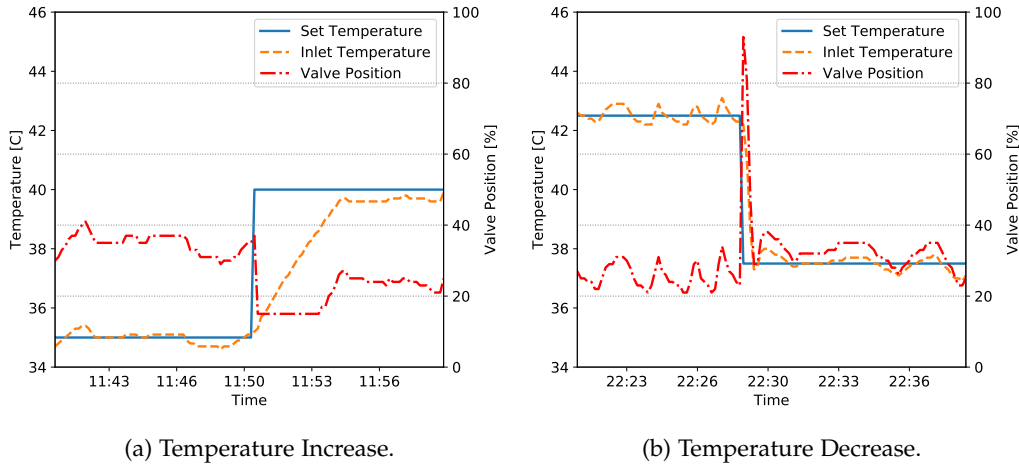 46
44
42
40
38
36
34
Temperature [C]
100
80
60
40
20
0
Valve Position [%]
Set Temperature
Inlet Temperature
Valve Position
11:43
11:46
11:50
11:53
11:56
Time
(a) Temperature Increase.
46
44
42
40
38
36
34
Temperature [C]
100
80
60
40
20
0
Valve Position [%]
Set Temperature
Inlet Temperature
Valve Position
22:23
22:26
22:30
22:33
22:36
Time
(b) Temperature Decrease.